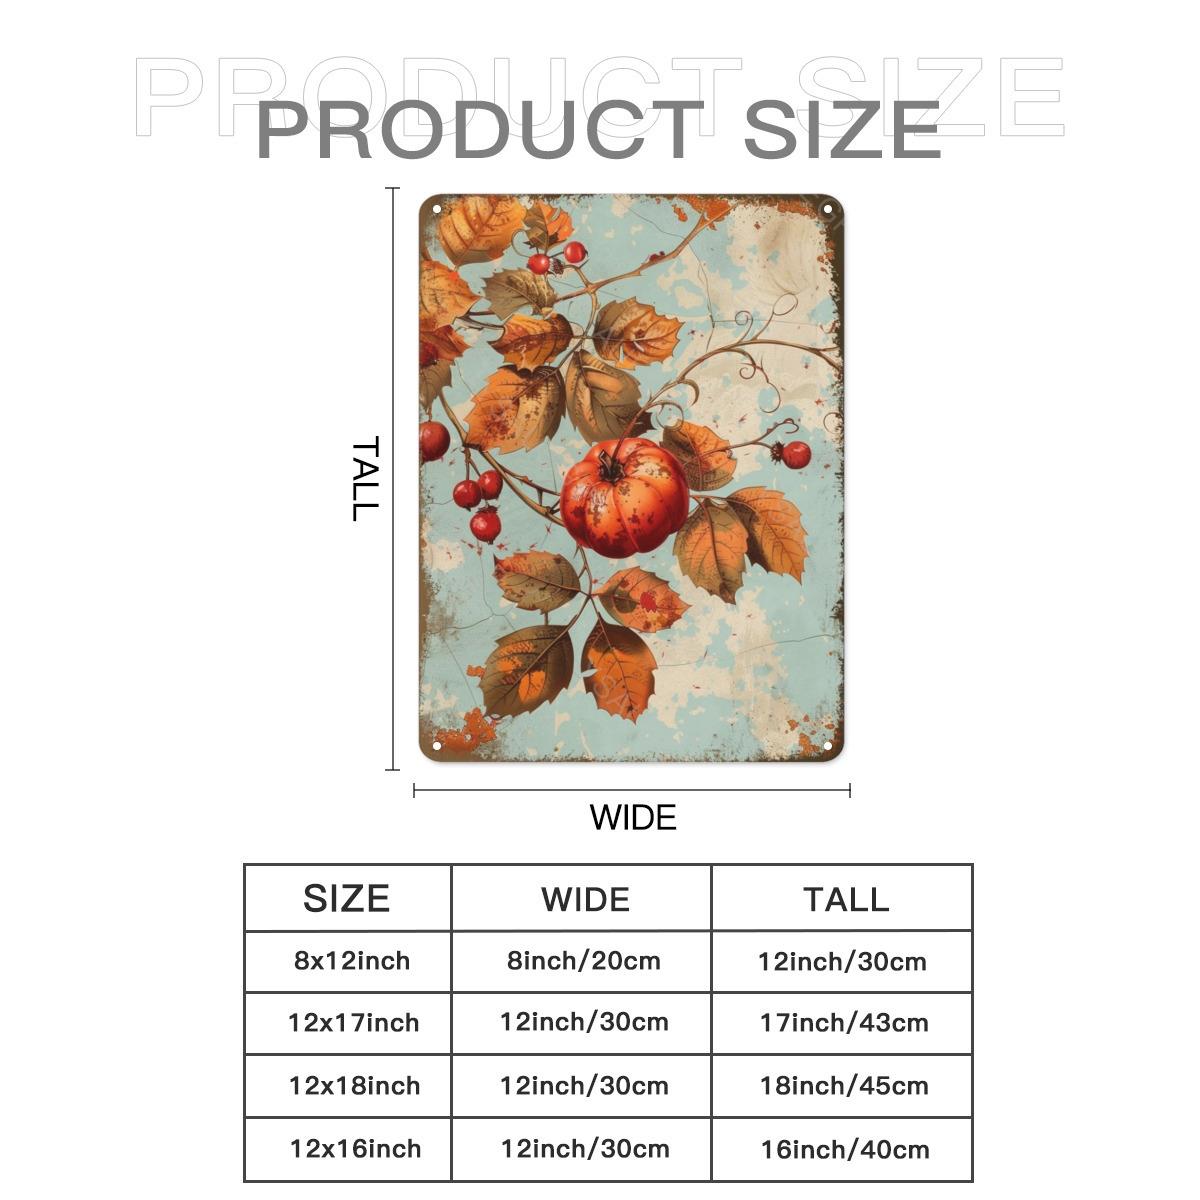 PRODUCT SIZE
PRODUCT SIZE
TALL
WIDE
SIZE WIDE TALL
8x12inch 8inch/20cm 12inch/30cm
12x17inch 12inch/30cm 17inch/43cm
12x18inch 12inch/30cm 18inch/45cm
12x16inch 12inch/30cm 16inch/40cm